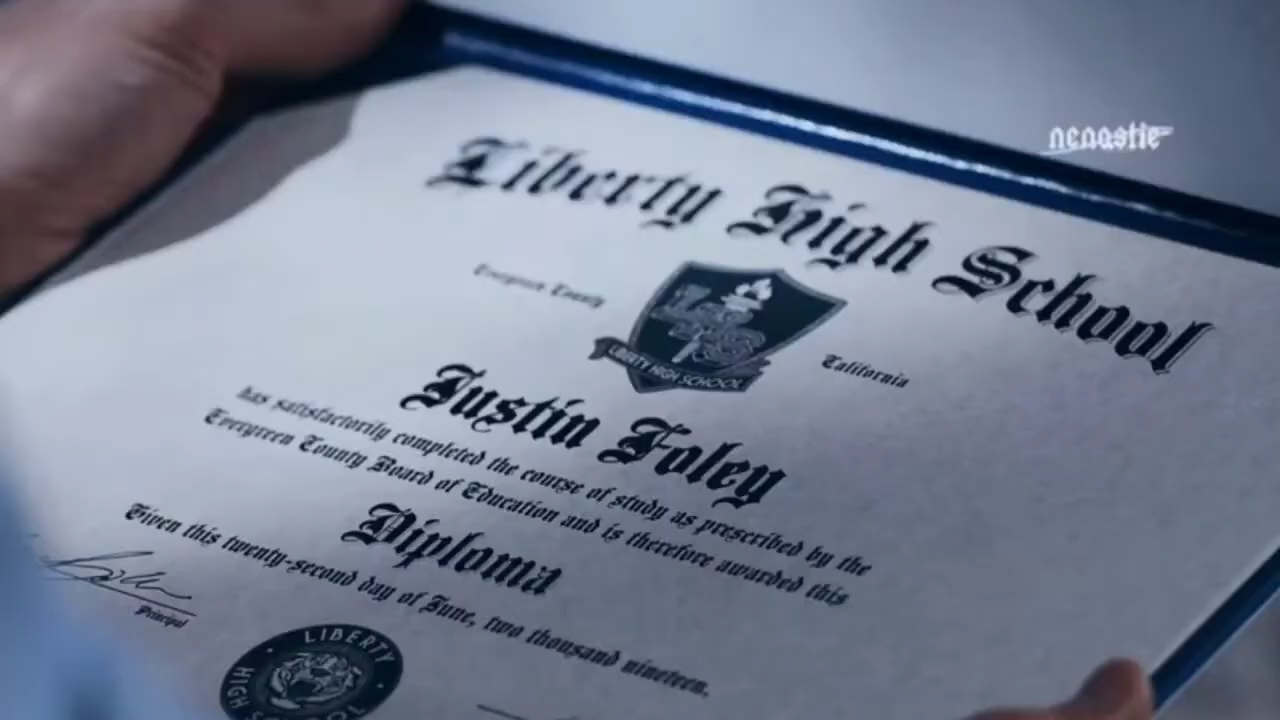 nenastie
Liberty High School
Evergreen County
California
LIBERTY HIGH SCHOOL
Justin Foley
has satisfactorily completed the course of study as prescribed by the
Evergreen County Board of Education and is therefore awarded this
Diploma
Given this twenty-second day of June, two thousand nineteen.
Principal
LIBERTY HIGH SCHOOL